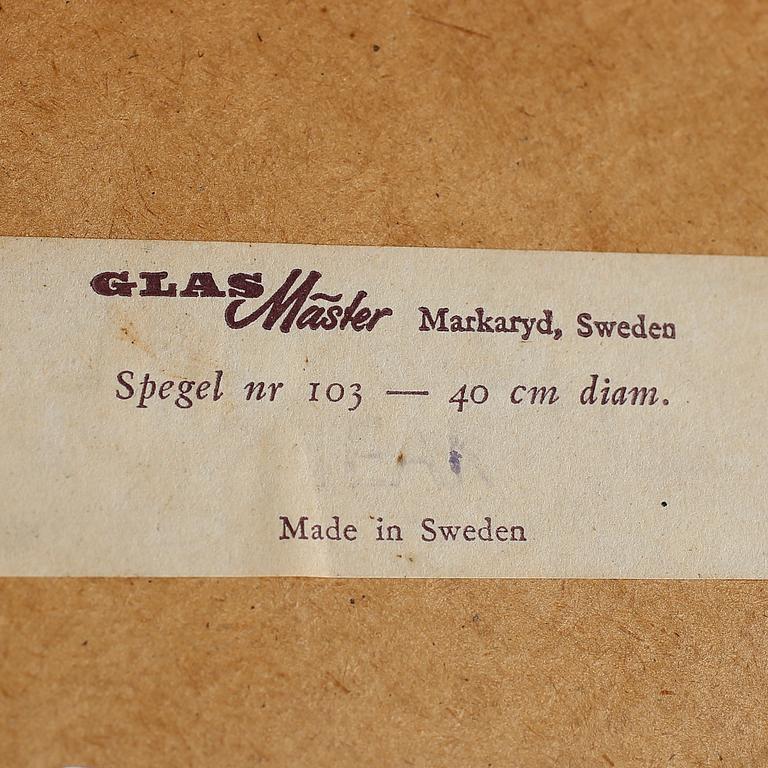 GLAS Mäster Markaryd, Sweden
Spegel nr 103 — 40 cm diam.
Made in Sweden